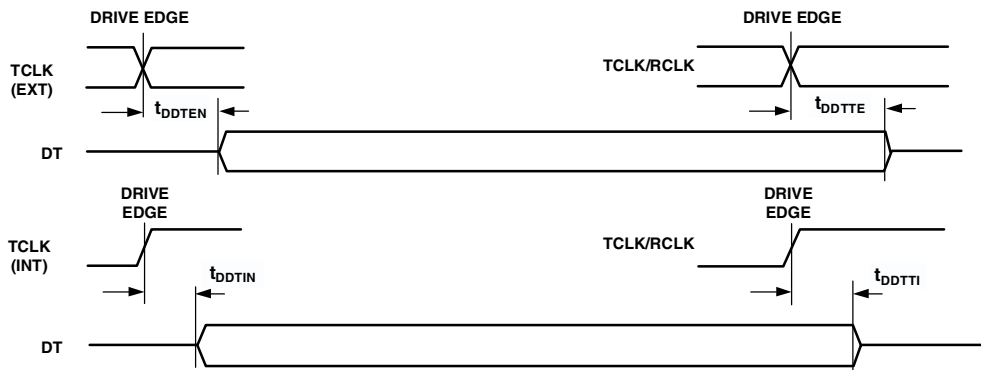 DRIVE EDGE
DRIVE EDGE
TCLK
(EXT)
TCLK/RCLK
tDDTEN
tDDTTE
DT
DRIVE
EDGE
DRIVE
EDGE
TCLK
(INT)
TCLK/RCLK
tDDTIN
tDDTTI
DT